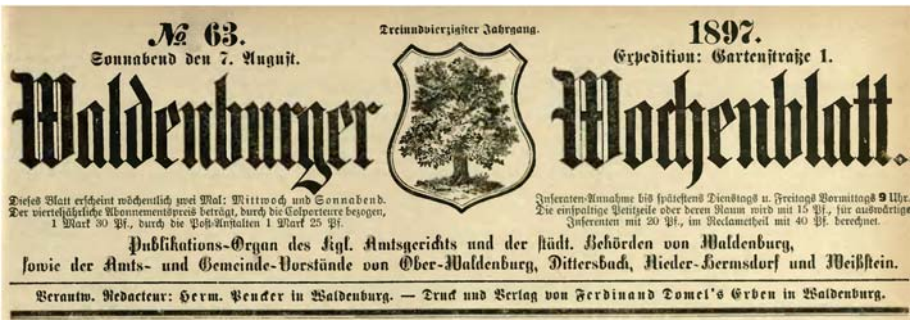 № 63.
Sonnabend den 7. August.
Dreiundvierzigster Jahrgang.
1897.
Expedition: Gartenstraße 1.
Waldenburger Wochenblatt.
Dieses Blatt erscheint wöchentlich zwei Mal: Mittwoch und Sonnabend.
Der vierteljährliche Abonnementspreis beträgt, durch die Colporteure bezogen,
1 Mark 30 Pf., durch die Post-Anstalten 1 Mark 25 Pf.
Inseraten-Annahme bis spätestens Dienstags u. Freitags Vormittags 9 Uhr.
Die einspaltige Petitzeile oder deren Raum wird mit 15 Pf., für auswärtige
Inserenten mit 20 Pf., im Reclametheil mit 40 Pf. berechnet.
Publikations-Organ des Kgl. Amtsgerichts und der städt. Behörden von Waldenburg,
sowie der Amts- und Gemeinde-Vorstände von Ober-Waldenburg, Dittersbach, Nieder-Hermsdorf und Weißstein.
Verantw. Redacteur: Herm. Pencker in Waldenburg. — Druck und Verlag von Ferdinand Domel's Erben in Waldenburg.